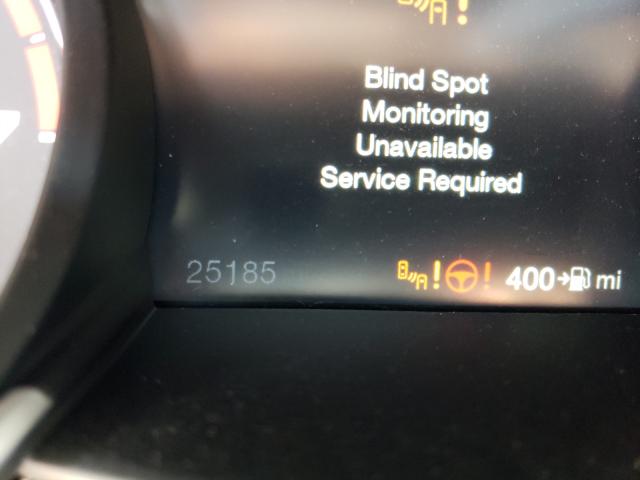 Blind Spot
Monitoring
Unavailable
Service Required
25185
400 mi